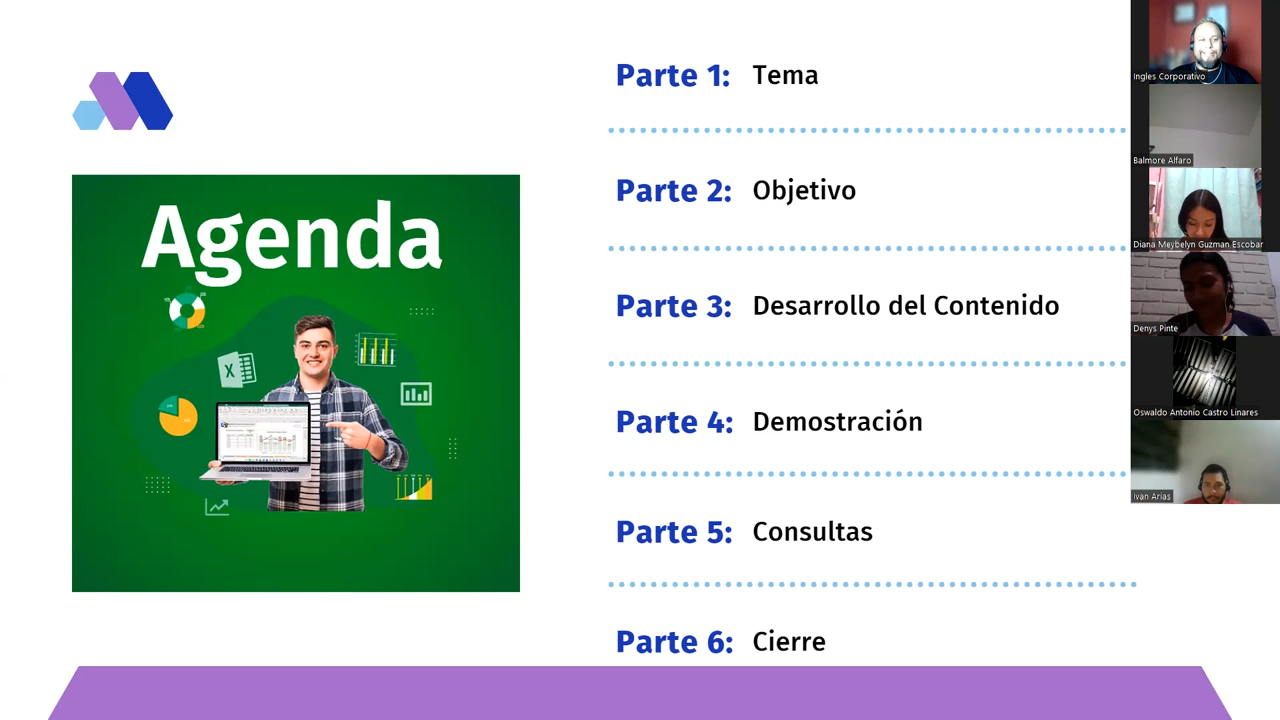 Agenda
Parte 1: Tema
Parte 2: Objetivo
Parte 3: Desarrollo del Contenido
Parte 4: Demostración
Parte 5: Consultas
Parte 6: Cierre
Ingles Corporativo
Balmore Alfaro
Diana Meybelyn Guzman Escobar
Denys Pinte
Oswaldo Antonio Castro Linares
Ivan Arias